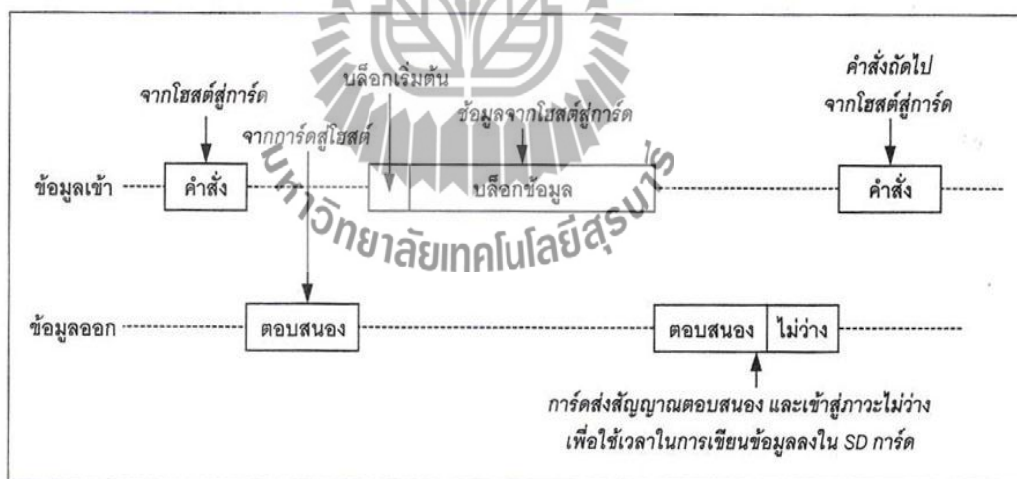 คำสั่งถัดไป
จากโฮสต์สู่การ์ด
บล็อกเริ่มต้น
จากโฮสต์สู่การ์ด
ข้อมูลจากโฮสต์สู่การ์ด
จากการ์ดสู่โฮสต์
ข้อมูลเข้า
คำสั่ง
บล็อกข้อมูล
คำสั่ง
มหาวิทยาลัยเทคโนโลยีสุรนารี
ข้อมูลออก
ตอบสนอง
ตอบสนอง
ไม่ว่าง
การ์ดส่งสัญญาณตอบสนอง และเข้าสู่ภาวะไม่ว่าง
เพื่อใช้เวลาในการเขียนข้อมูลลงใน SD การ์ด